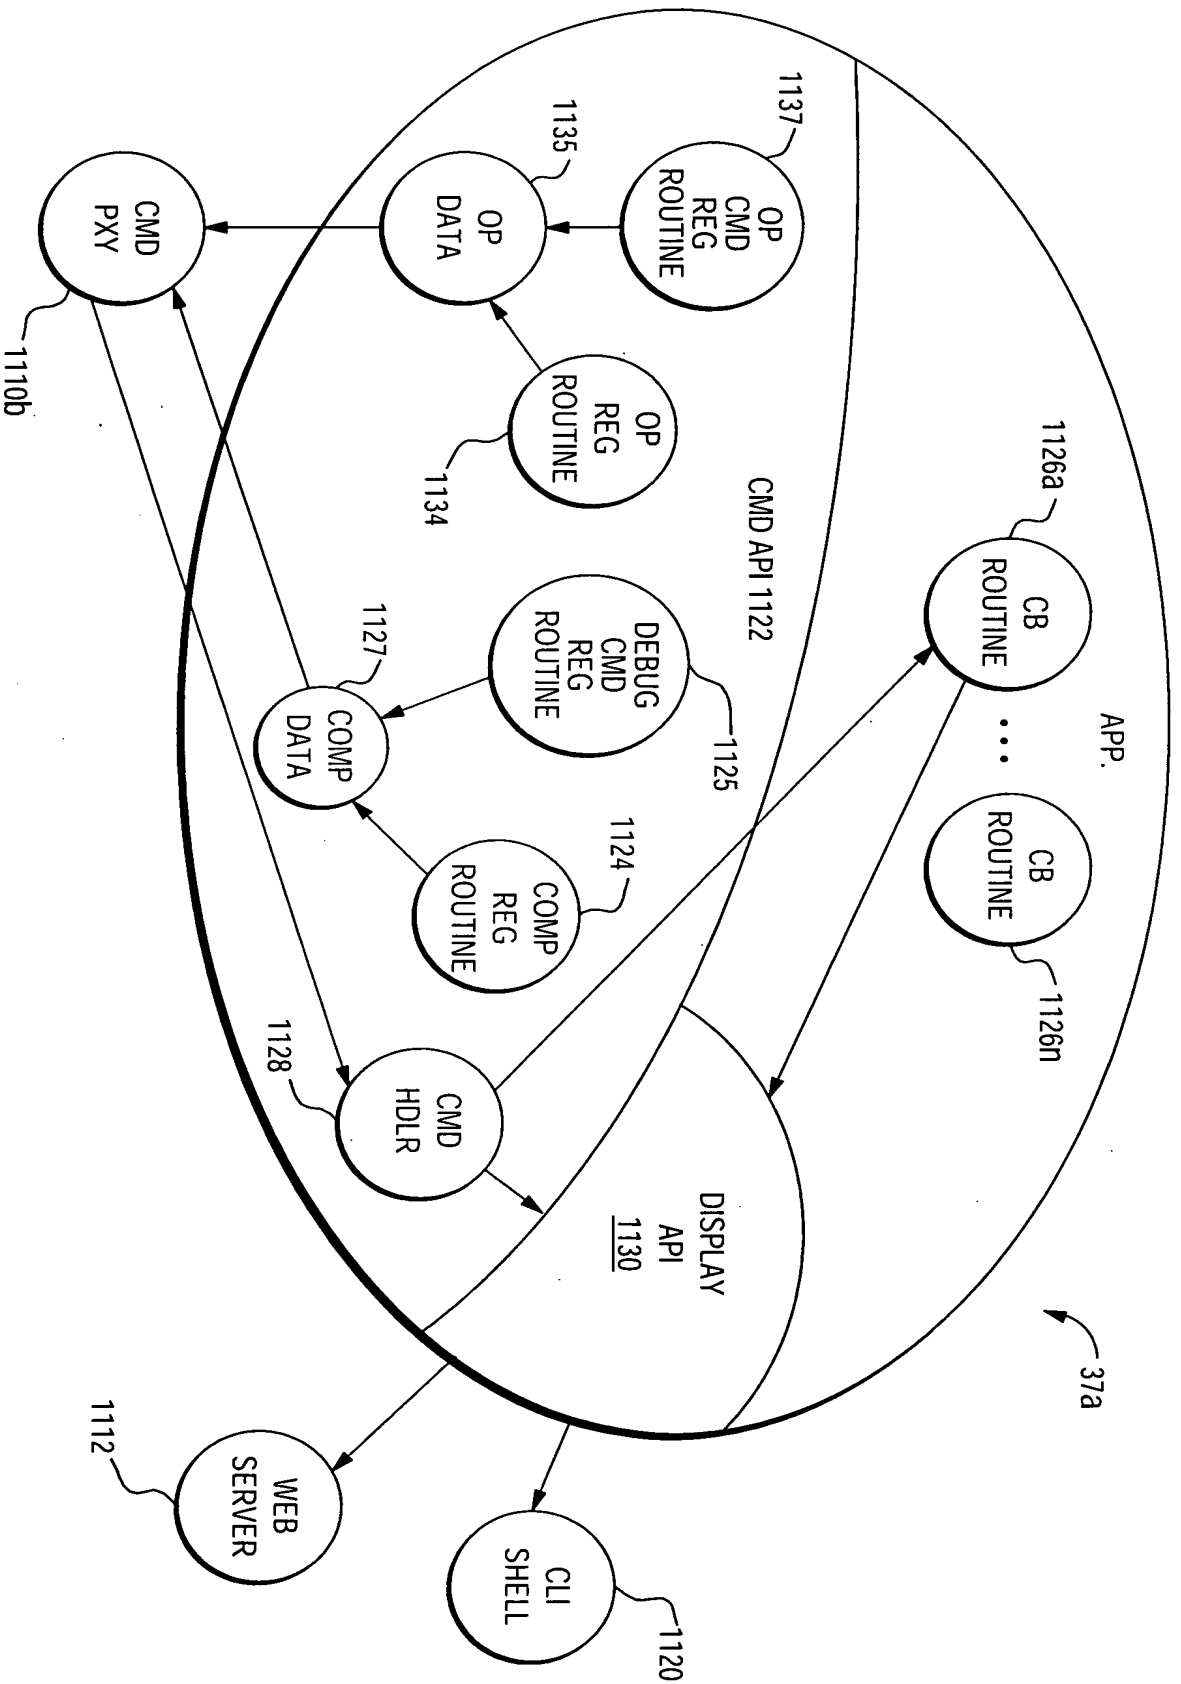 37a
1126a
CB
ROUTINE
APP.
CB
ROUTINE
1126n
1137
OP
CMD
REG
ROUTINE
CMD API 1122
DISPLAY
API
1130
1135
OP
DATA
OP
REG
ROUTINE
1134
DEBUG
CMD
REG
ROUTINE
1125
1124
COMP
REG
ROUTINE
1127
COMP
DATA
1128
CMD
HDLR
CLI
SHELL
1120
CMD
PXY
1110b
WEB
SERVER
1112